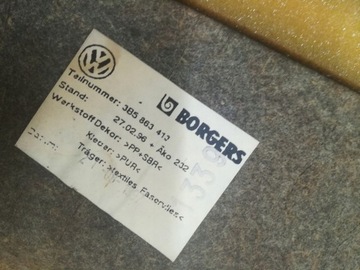 BORGERS
Teilnummer: 3B5 863 413
Stand: 27.02.96 + Äko 232
Werkstoff Dekor: >PP+SBR<
Kleber: >PUR<
Träger: >textiles Faservlies<